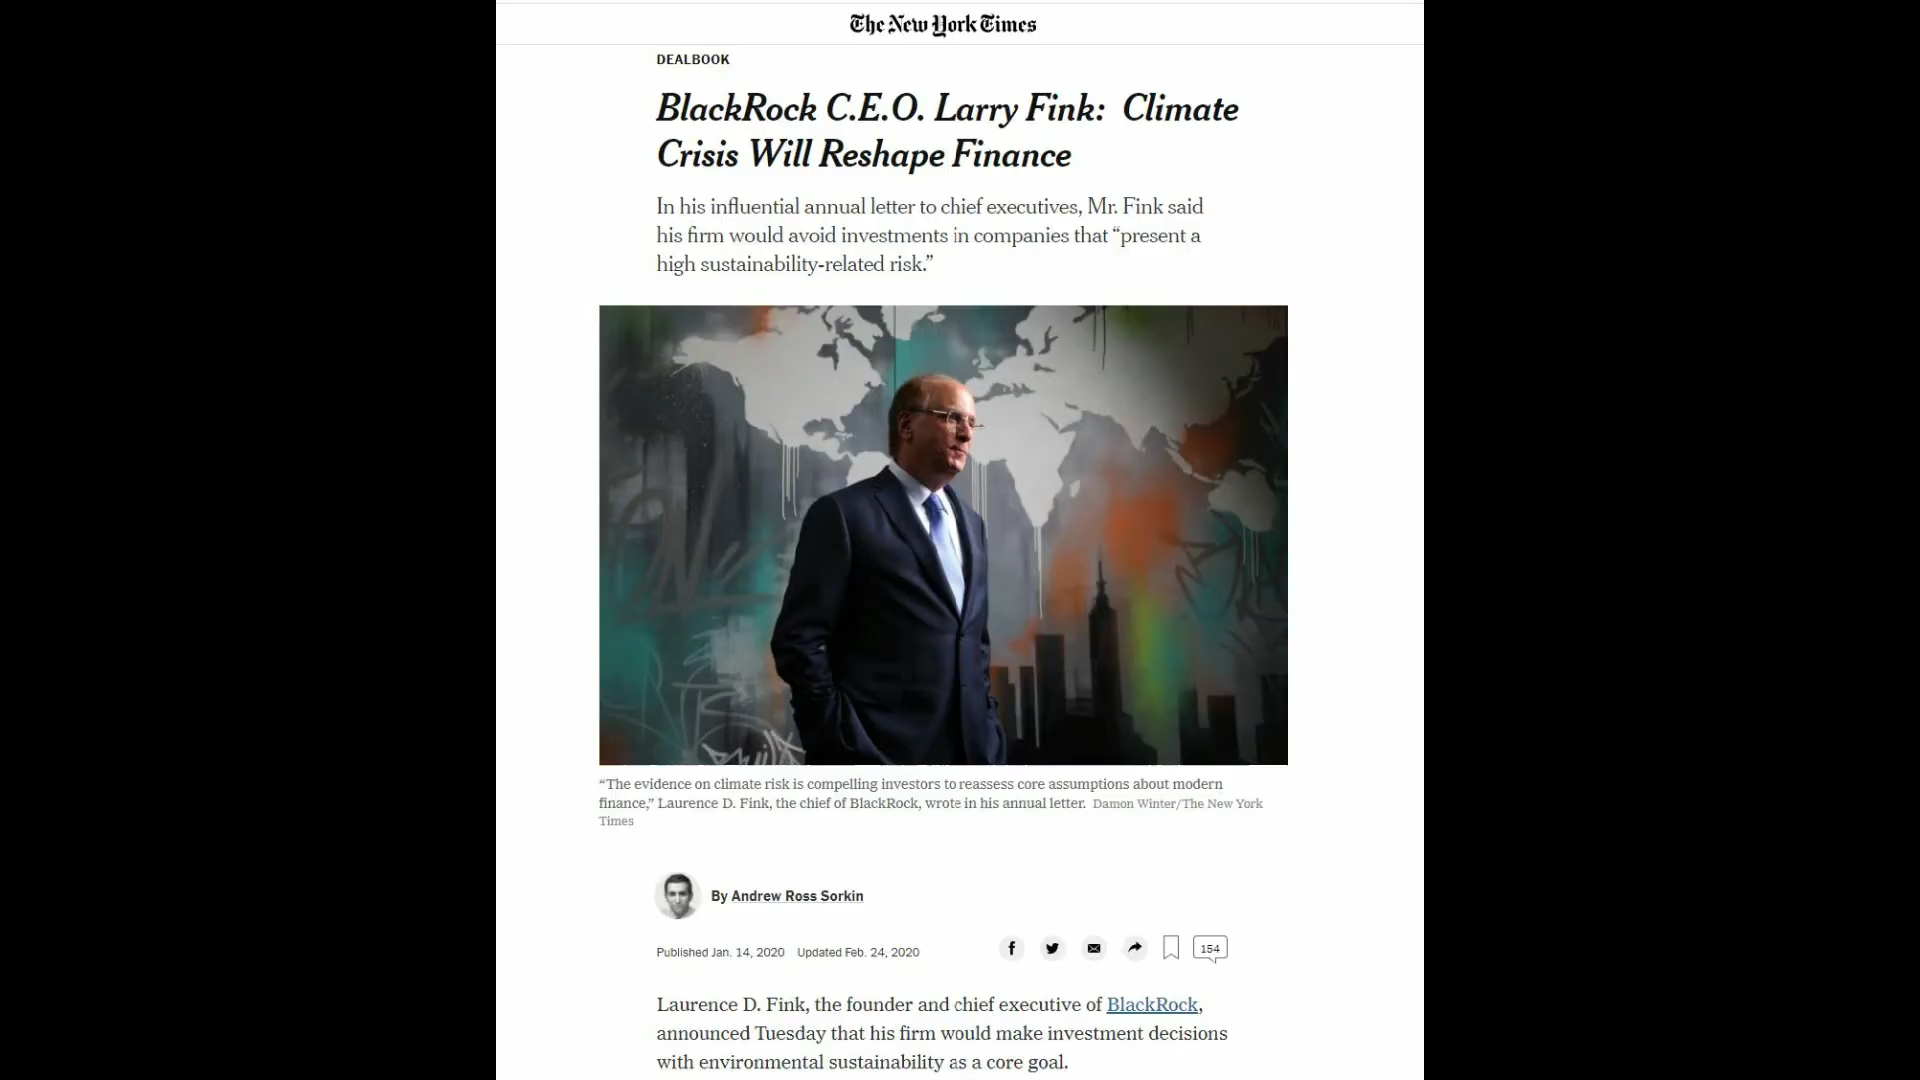 The New York Times
DEALBOOK
BlackRock C.E.O. Larry Fink: Climate
Crisis Will Reshape Finance
In his influential annual letter to chief executives, Mr. Fink said
his firm would avoid investments in companies that “present a
high sustainability-related risk.”
“The evidence on climate risk is compelling investors to reassess core assumptions about modern
finance,” Laurence D. Fink, the chief of BlackRock, wrote in his annual letter. Damon Winter/The New York
Times
By Andrew Ross Sorkin
Published Jan. 14, 2020 Updated Feb. 24, 2020
154
Laurence D. Fink, the founder and chief executive of BlackRock,
announced Tuesday that his firm would make investment decisions
with environmental sustainability as a core goal.